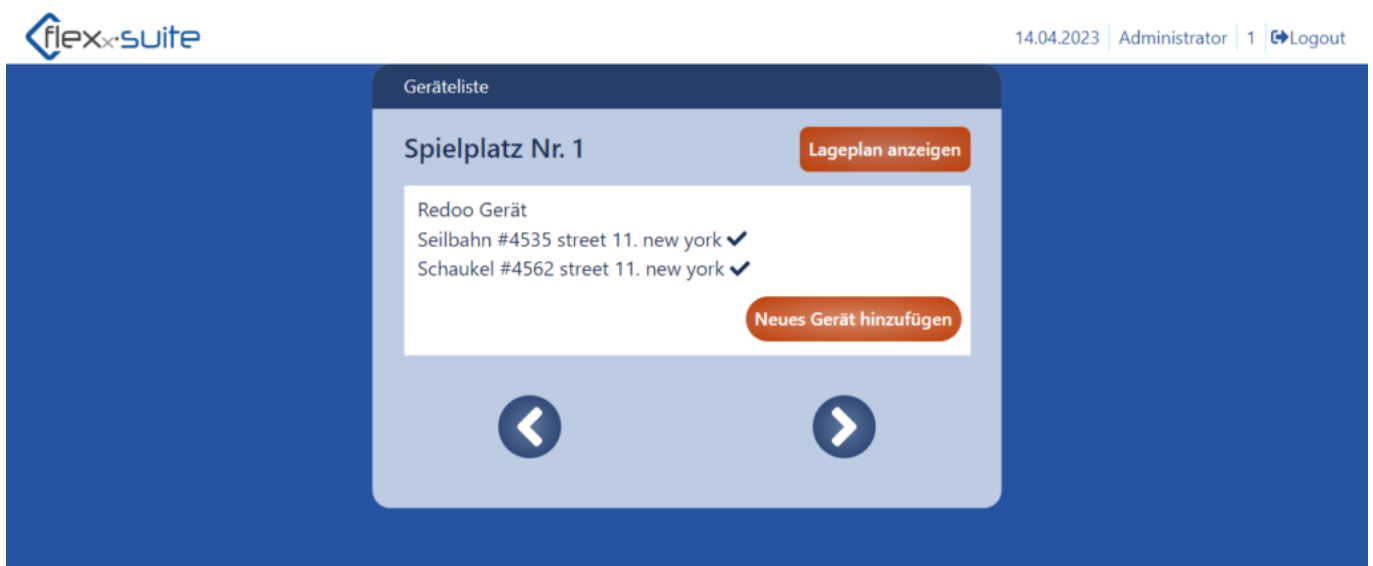 flexx-suite
14.04.2023 Administrator 1 Logout
Geräteliste
Spielplatz Nr. 1
Lageplan anzeigen
Redoo Gerät
Seilbahn #4535 street 11. new york
Schaukel #4562 street 11. new york
Neues Gerät hinzufügen